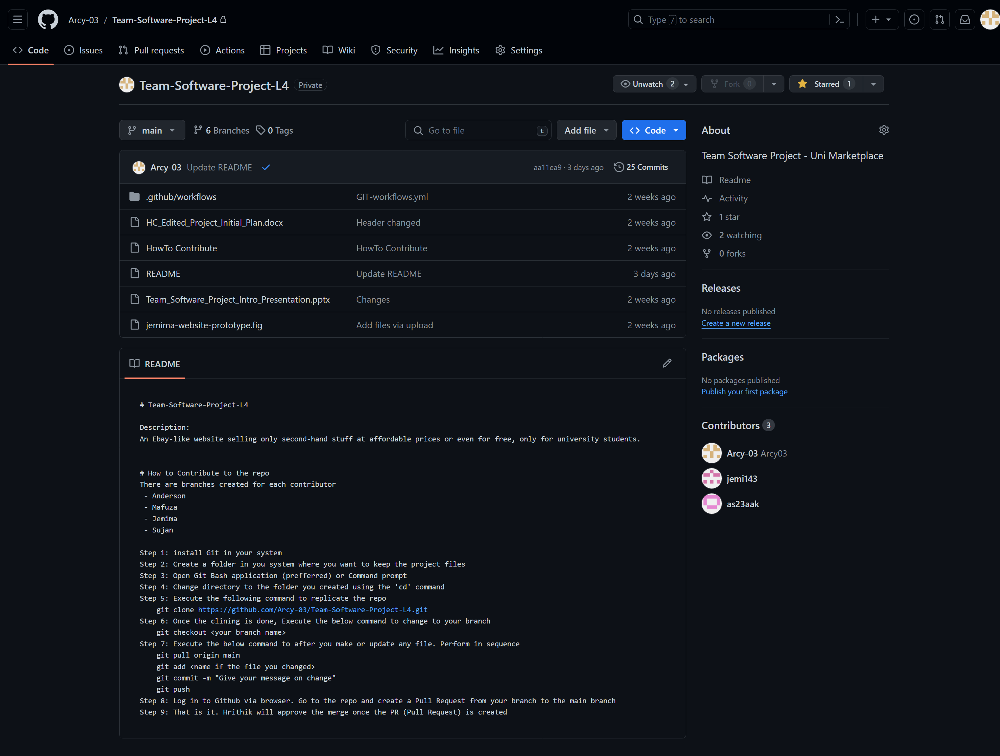 Arcy-03 / Team-Software-Project-L4
Type / to search
Code Issues Pull requests Actions Projects Wiki Security Insights Settings
Team-Software-Project-L4 Private
Unwatch 2 Fork 0 Starred 1
main 6 Branches 0 Tags
Go to file t Add file Code
Arcy-03 Update README aa11ea9 · 3 days ago 25 Commits
.github/workflows GIT-workflows.yml 2 weeks ago
HC_Edited_Project_Initial_Plan.docx Header changed 2 weeks ago
HowTo Contribute HowTo Contribute 2 weeks ago
README Update README 3 days ago
Team_Software_Project_Intro_Presentation.pptx Changes 2 weeks ago
jemima-website-prototype.fig Add files via upload 2 weeks ago
README
# Team-Software-Project-L4
Description:
An Ebay-like website selling only second-hand stuff at affordable prices or even for free, only for university students.
# How to Contribute to the repo
There are branches created for each contributor
- Anderson
- Mafuza
- Jemima
- Sujan
Step 1: install Git in your system
Step 2: Create a folder in you system where you want to keep the project files
Step 3: Open Git Bash application (prefferred) or Command prompt
Step 4: Change directory to the folder you created using the 'cd' command
Step 5: Execute the following command to replicate the repo
git clone https://github.com/Arcy-03/Team-Software-Project-L4.git
Step 6: Once the clining is done, Execute the below command to change to your branch
git checkout <your branch name>
Step 7: Execute the below command to after you make or update any file. Perform in sequence
git pull origin main
git add <name if the file you changed>
git commit -m "Give your message on change"
git push
Step 8: Log in to Github via browser. Go to the repo and create a Pull Request from your branch to the main branch
Step 9: That is it. Hrithik will approve the merge once the PR (Pull Request) is created
About
Team Software Project - Uni Marketplace
Readme
Activity
1 star
2 watching
0 forks
Releases
No releases published
Create a new release
Packages
No packages published
Publish your first package
Contributors 3
Arcy-03 Arcy03
jemi143
as23aak